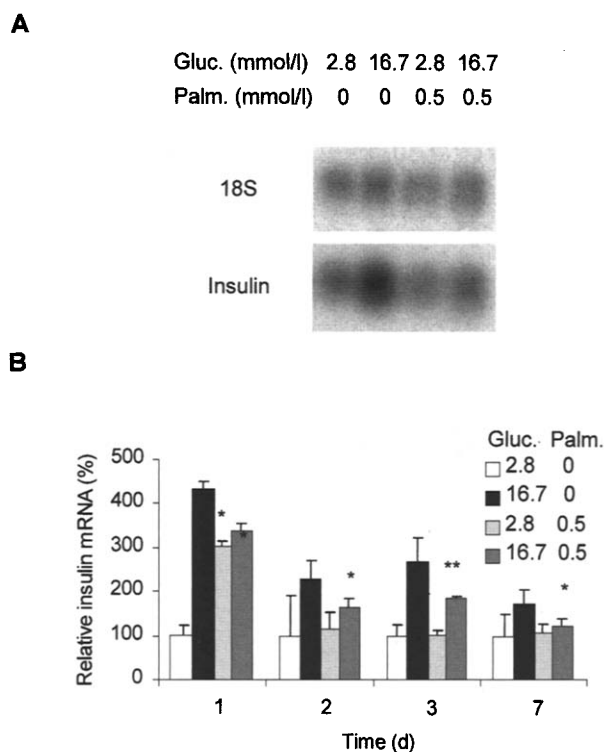 A
Gluc. (mmol/l) 2.8 16.7 2.8 16.7
Palm. (mmol/l) 0 0 0.5 0.5
18S
Insulin
B
Relative insulin mRNA (%)
500
400
300
200
100
0
Gluc. Palm.
2.8 0
16.7 0
2.8 0.5
16.7 0.5
* * * ** *
1 2 3 7
Time (d)